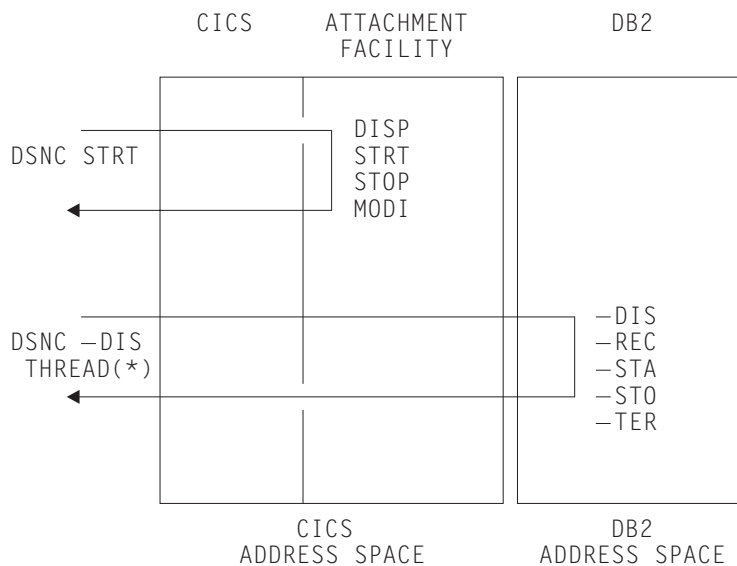 CICS ATTACHMENT DB2
FACILITY
DISP
DSNC STRT STRT
STOP
MODI
—DIS
DSNC —DIS —REC
THREAD(*) —STA
—STO
—TER
CICS DB2
ADDRESS SPACE ADDRESS SPACE